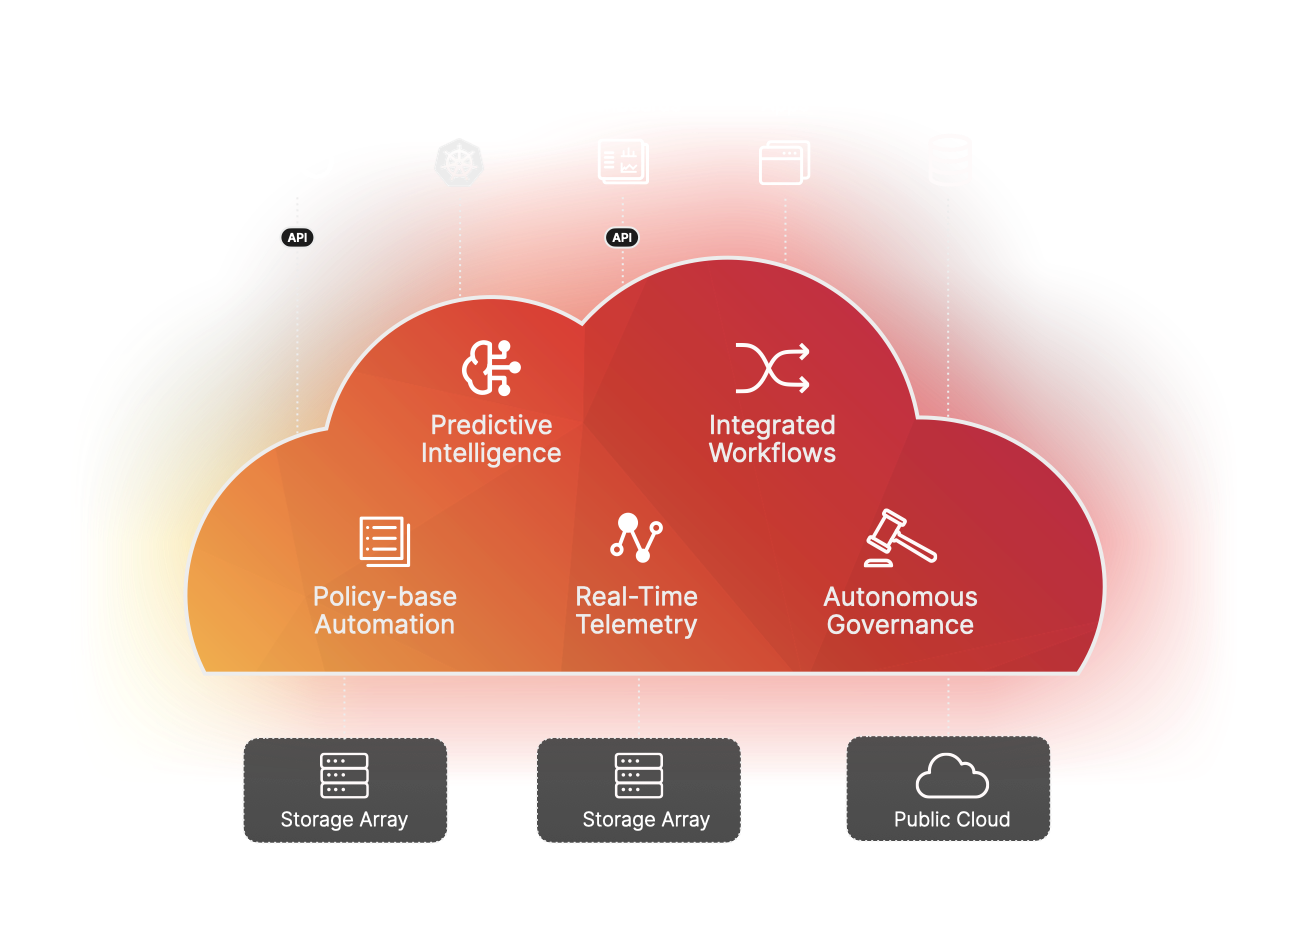 API
API
Predictive
Intelligence
Integrated
Workflows
Policy-base
Automation
Real-Time
Telemetry
Autonomous
Governance
Storage Array
Storage Array
Public Cloud